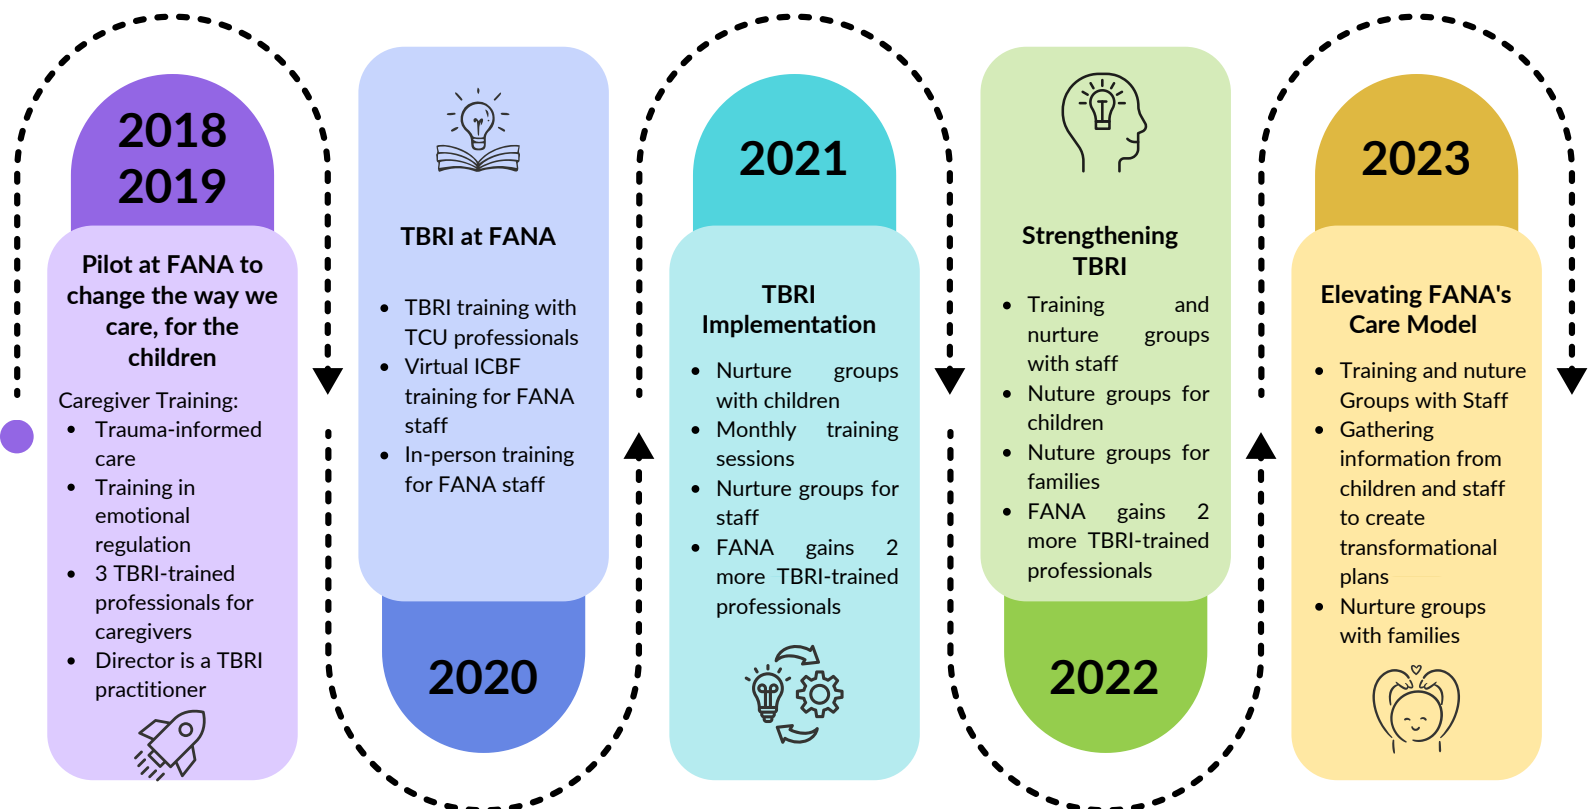 2018
2019
Pilot at FANA to
change the way we
care, for the
children
Caregiver Training:
• Trauma-informed
care
• Training in
emotional
regulation
• 3 TBRI-trained
professionals for
caregivers
• Director is a TBRI
practitioner
TBRI at FANA
• TBRI training with
TCU professionals
• Virtual ICBF
training for FANA
staff
• In-person training
for FANA staff
2020
2021
TBRI
Implementation
• Nurture groups
with children
• Monthly training
sessions
• Nurture groups for
staff
• FANA gains 2
more TBRI-trained
professionals
Strengthening
TBRI
• Training and
nurture groups
with staff
• Nuture groups for
children
• Nuture groups for
families
• FANA gains 2
more TBRI-trained
professionals
2022
2023
Elevating FANA's
Care Model
• Training and nuture
Groups with Staff
• Gathering
information from
children and staff
to create
transformational
plans
• Nurture groups
with families